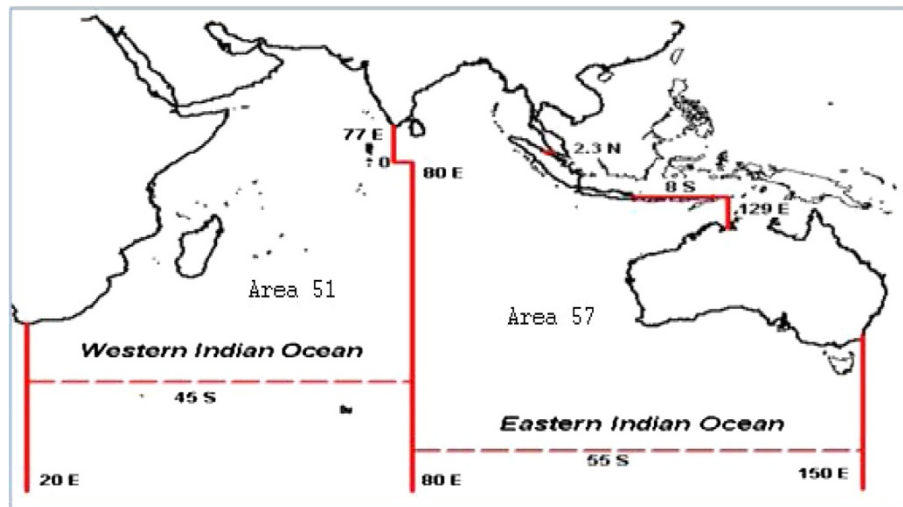 77 E
0
80 E
2.3 N
8 S
129 E
Area 51
Area 57
Western Indian Ocean
45 S
Eastern Indian Ocean
55 S
20 E
80 E
150 E